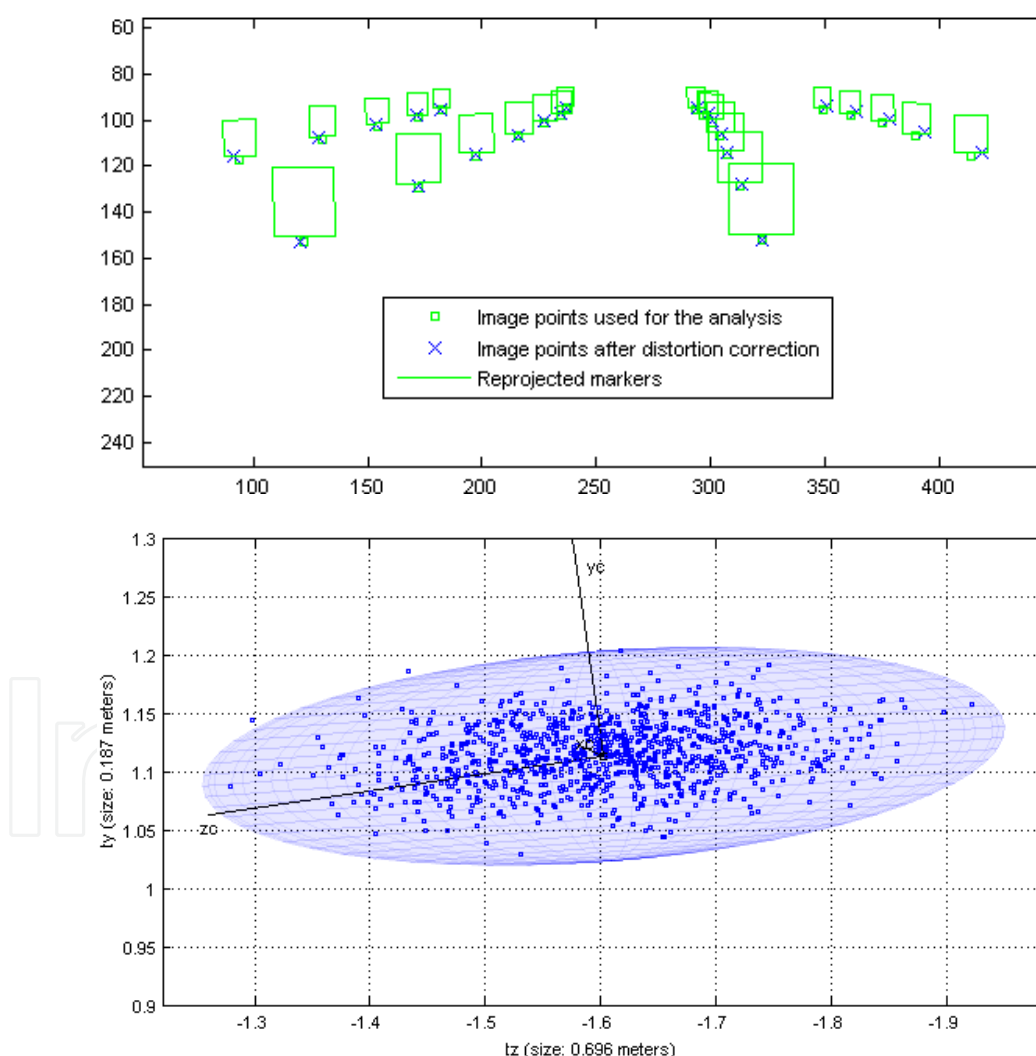 60
80
100
120
140
160
180
200
220
240
100 150 200 250 300 350 400
Image points used for the analysis
Image points after distortion correction
Reprojected markers
1.3
1.25
1.2
1.15
1.1
1.05
1
0.95
0.9
ty (size: 0.187 meters)
yc
zc
-1.3 -1.4 -1.5 -1.6 -1.7 -1.8 -1.9
tz (size: 0.696 meters)